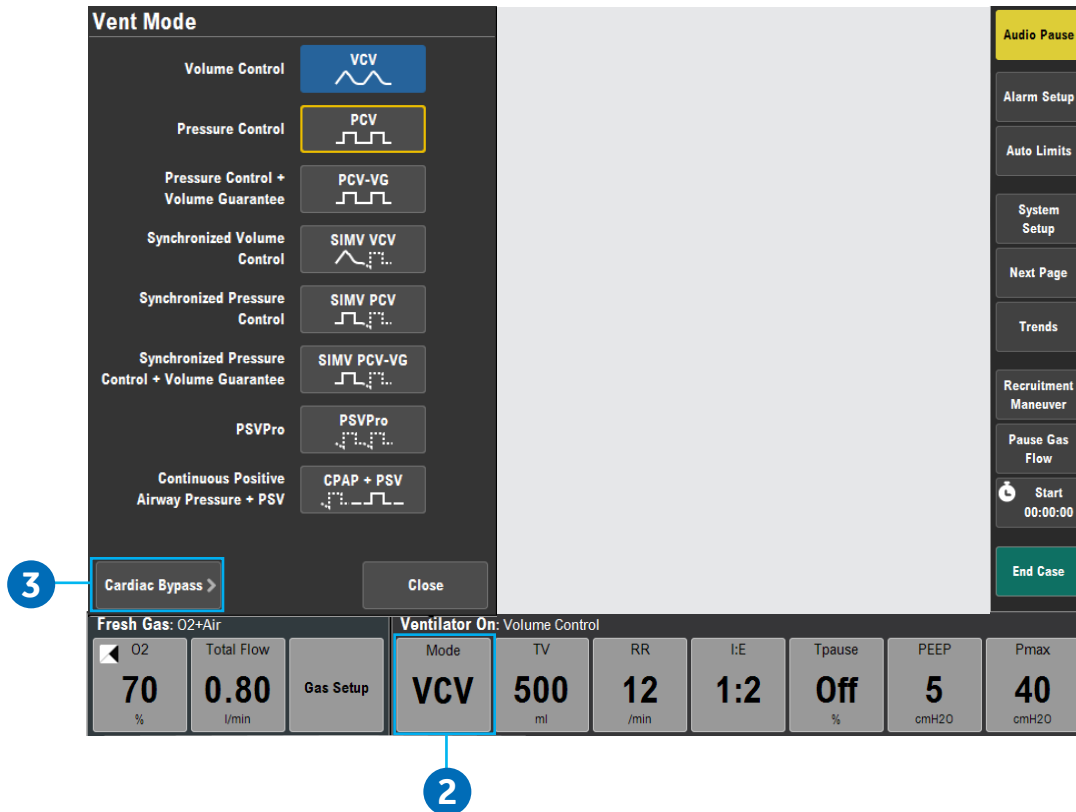 Vent Mode
Volume Control
VCV
Pressure Control
PCV
Pressure Control +
Volume Guarantee
PCV-VG
Synchronized Volume
Control
SIMV VCV
Synchronized Pressure
Control
SIMV PCV
Synchronized Pressure
Control + Volume Guarantee
SIMV PCV-VG
PSVPro
PSVPro
Continuous Positive
Airway Pressure + PSV
CPAP + PSV
3
Cardiac Bypass >
Close
Audio Pause
Alarm Setup
Auto Limits
System
Setup
Next Page
Trends
Recruitment
Maneuver
Pause Gas
Flow
Start
00:00:00
End Case
Fresh Gas: O2+Air
O2
70
%
Total Flow
0.80
l/min
Gas Setup
Ventilator On: Volume Control
Mode
VCV
TV
500
ml
RR
12
/min
I:E
1:2
Tpause
Off
%
PEEP
5
cmH2O
Pmax
40
cmH2O
2